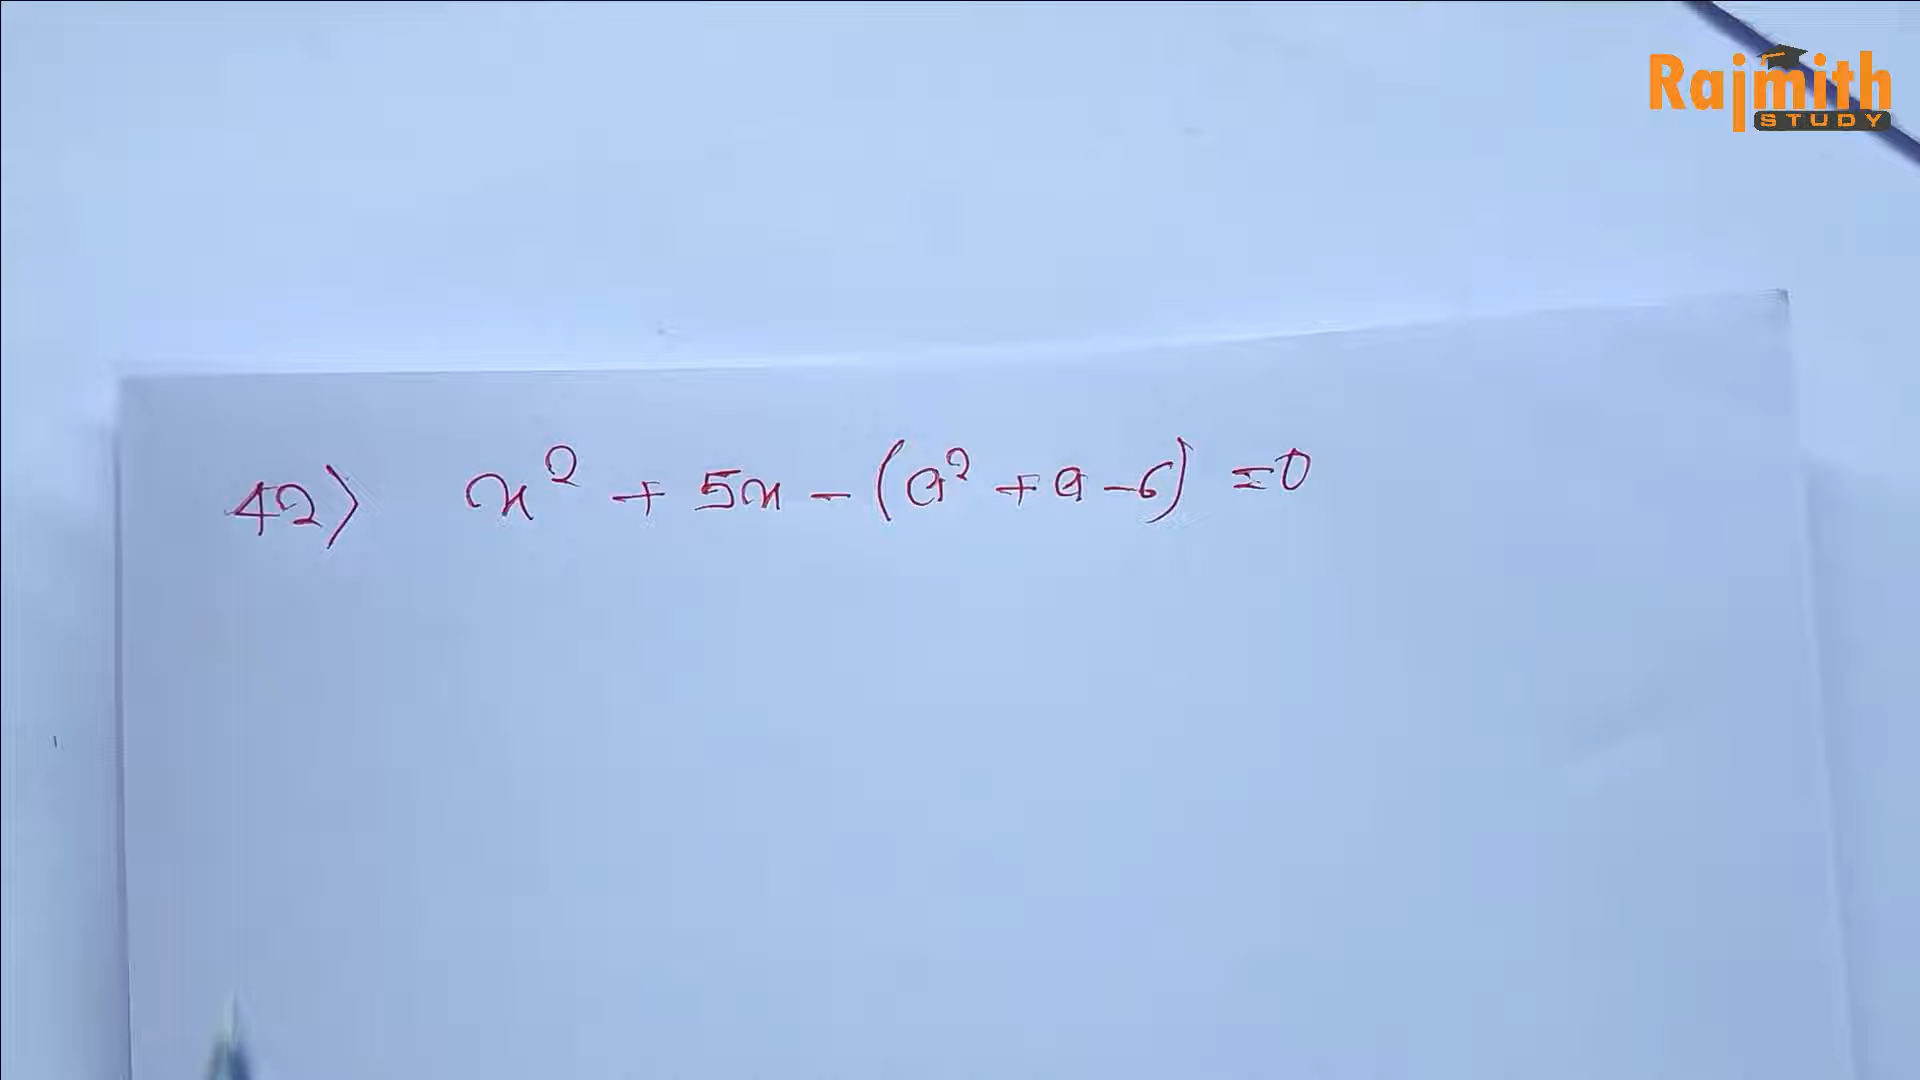 Rajmith
STUDY
42) x² + 5x - (a² + a - 6) = 0